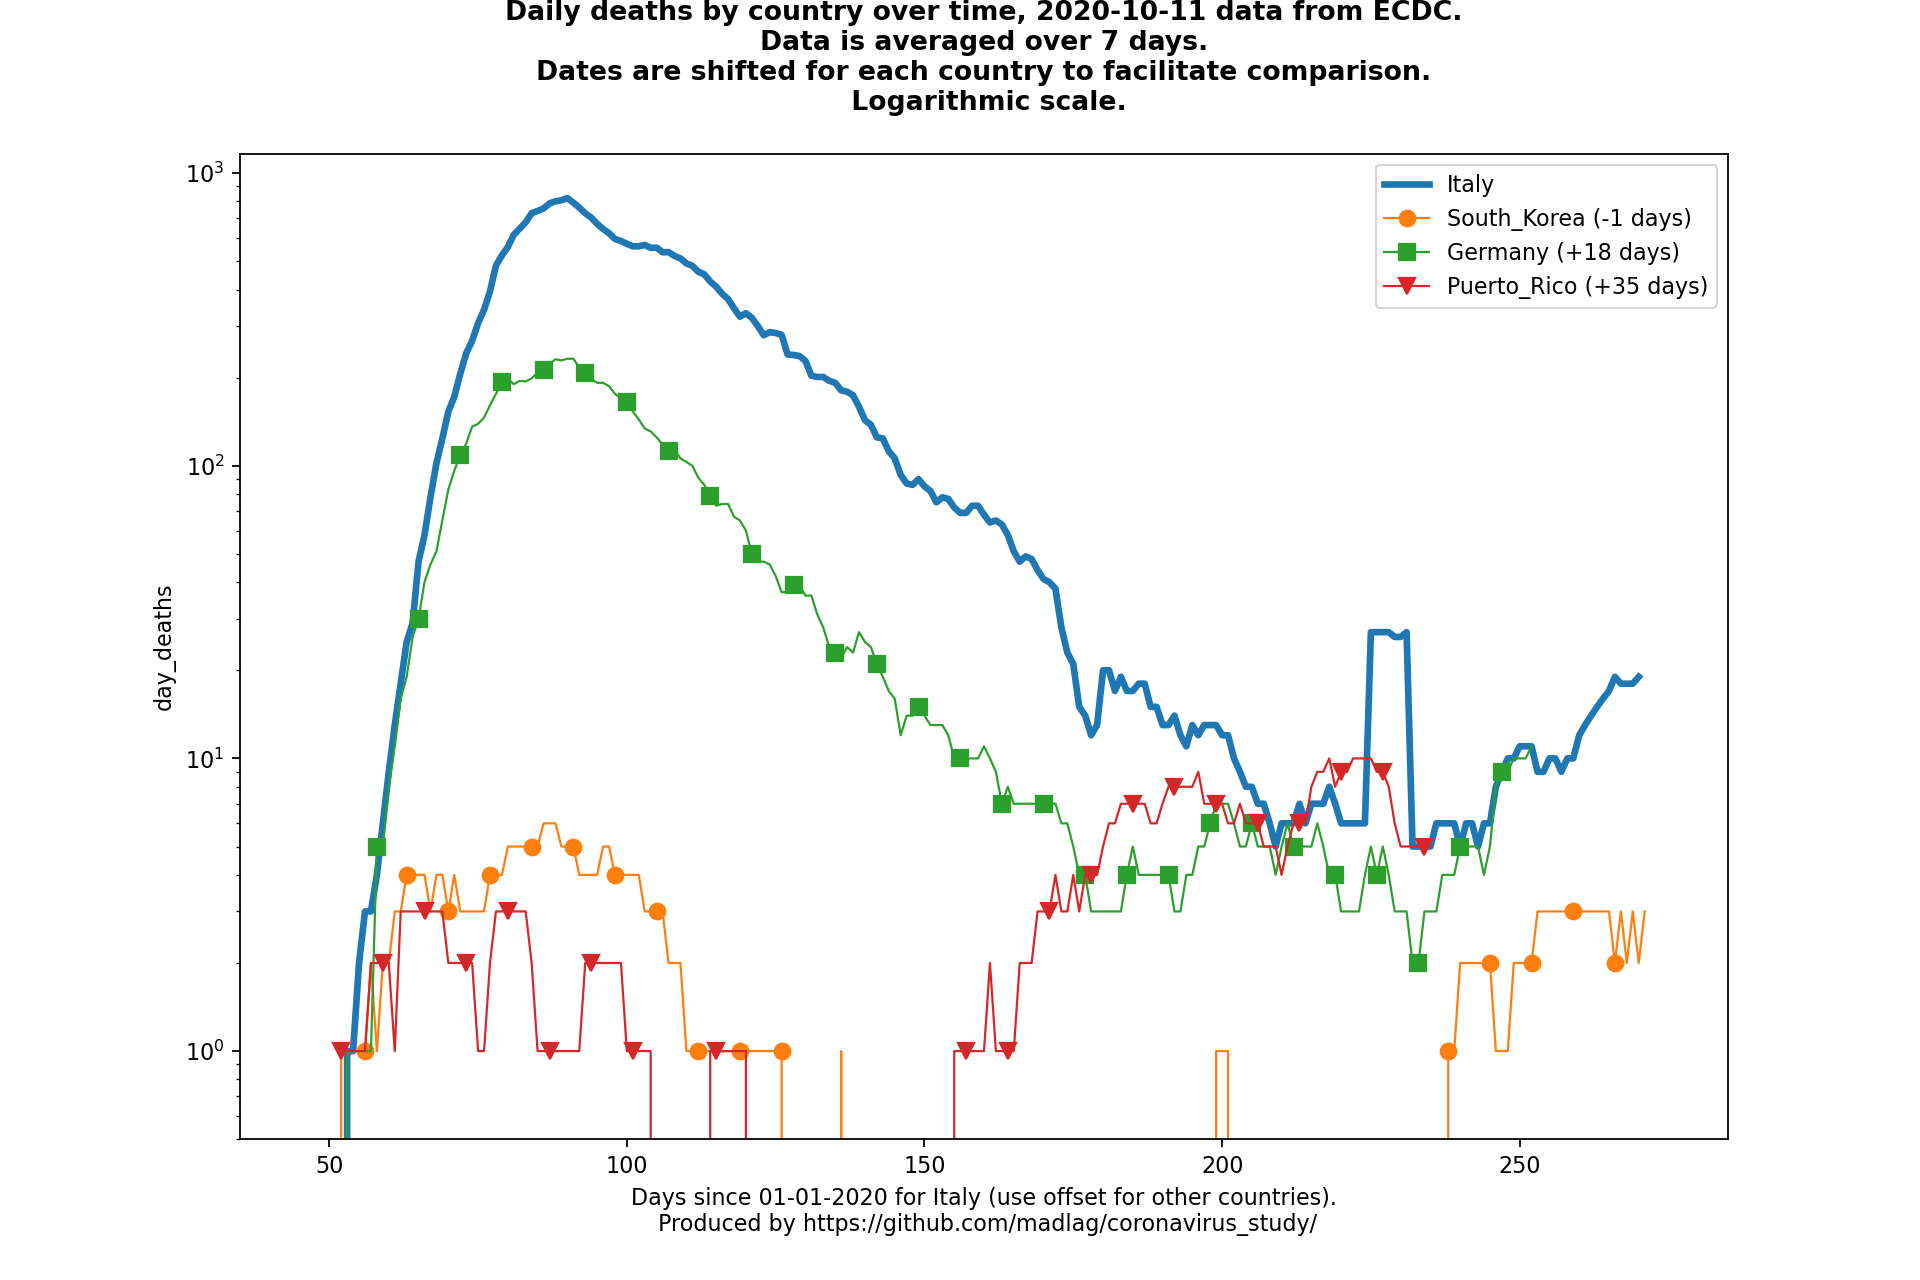 Daily deaths by country over time, 2020-10-11 data from ECDC.
Data is averaged over 7 days.
Dates are shifted for each country to facilitate comparison.
Logarithmic scale.
10³
10²
10¹
10⁰
day_deaths
Italy
South_Korea (-1 days)
Germany (+18 days)
Puerto_Rico (+35 days)
50 100 150 200 250
Days since 01-01-2020 for Italy (use offset for other countries).
Produced by https://github.com/madlag/coronavirus_study/